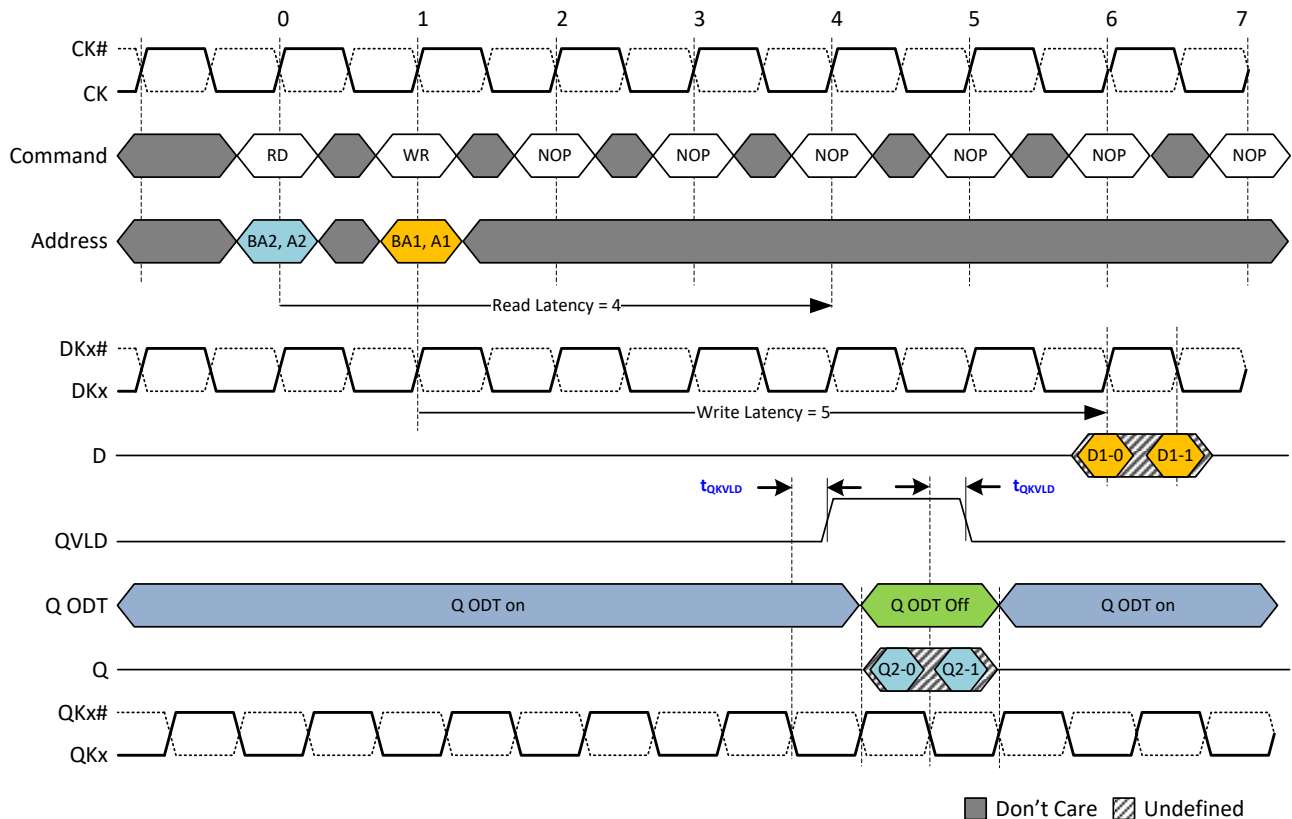 0 1 2 3 4 5 6 7
CK#
CK
Command RD WR NOP NOP NOP NOP NOP NOP
Address BA2, A2 BA1, A1
Read Latency = 4
DKx#
DKx
Write Latency = 5
D D1-0 D1-1
tQKVLD tQKVLD
QVLD
Q ODT Q ODT on Q ODT Off Q ODT on
Q Q2-0 Q2-1
QKx#
QKx
Don't Care Undefined